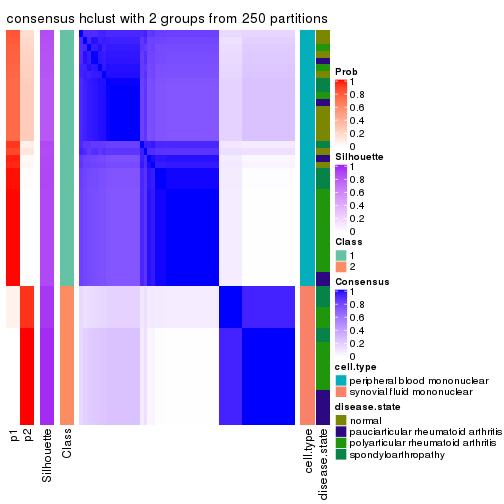 consensus hclust with 2 groups from 250 partitions
p1
p2
Silhouette
Class
cell.type
disease.state
Prob
1
0.8
0.6
0.4
0.2
0
Silhouette
1
0.8
0.6
0.4
0.2
0
Class
1
2
Consensus
1
0.8
0.6
0.4
0.2
0
cell.type
peripheral blood mononuclear
synovial fluid mononuclear
disease.state
normal
pauciarticular rheumatoid arthritis
polyarticular rheumatoid arthritis
spondyloarthropathy